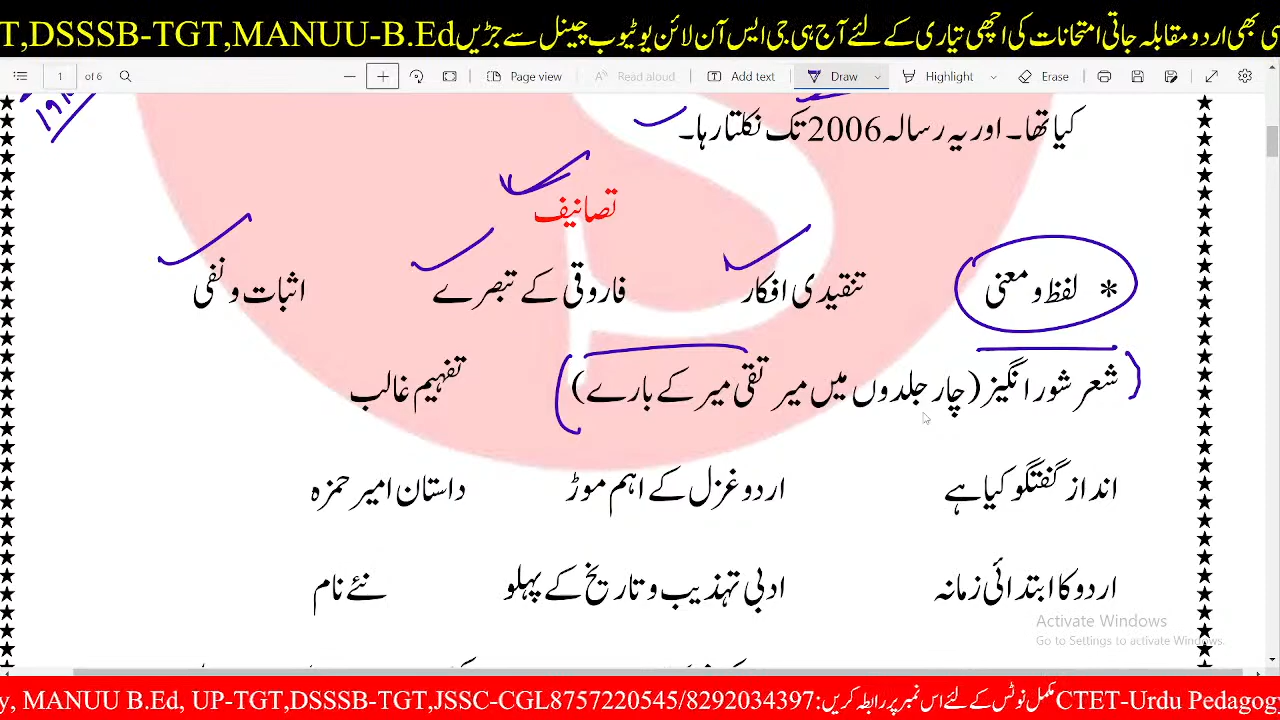 T,DSSSB-TGT,MANUU-B.Ed ی بھی اردو مقابلہ جاتی امتحانات کی اچھی تیاری کے لئے آج ہی جی ایس آن لائن یوٹیوب چینل سے جڑیں
1 of 6 Page view Read aloud Add text Draw Highlight Erase
کیا تھا۔ اور یہ رسالہ 2006 تک نکلتا رہا۔
تصانیف
* لفظ و معنی تنقیدی افکار فاروقی کے تبصرے اثبات و نفی
شعر شور انگیز (چار جلدوں میں میر تقی میر کے بارے) تفہیم غالب
انداز گفتگو کیا ہے اردو غزل کے اہم موڑ داستان امیر حمزہ
اردو کا ابتدائی زمانہ ادبی تہذیب و تاریخ کے پہلو نئے نام
Activate Windows
Go to Settings to activate Windows.
y, MANUU B.Ed, UP-TGT,DSSSB-TGT,JSSC-CGL مکمل نوٹس کے لئے اس نمبر پر رابطہ کریں:8757220545/8292034397 CTET-Urdu Pedagog